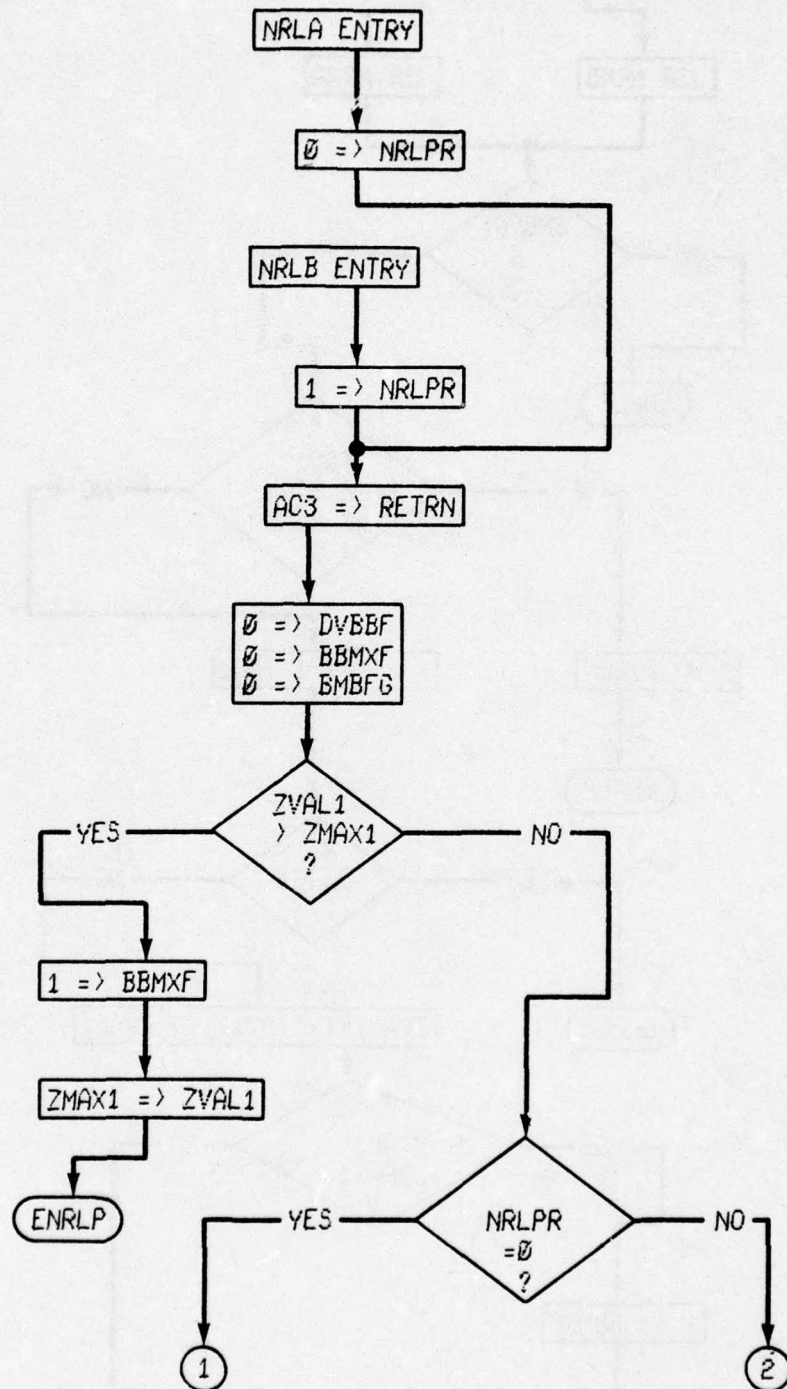 NRLA ENTRY
Ø => NRLPR
NRLB ENTRY
1 => NRLPR
AC3 => RETRN
Ø => DVBBF
Ø => BBMXF
Ø => BMBFG
ZVAL1
> ZMAX1
?
YES
NO
1 => BBMXF
ZMAX1 => ZVAL1
ENRLP
YES
NRLPR
=Ø
?
NO
1
2